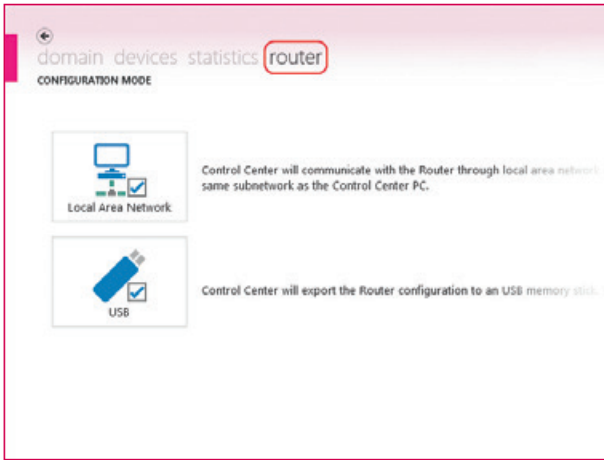 domain devices statistics router
CONFIGURATION MODE
Control Center will communicate with the Router through local area network
same subnetwork as the Control Center PC.
Local Area Network
Control Center will export the Router configuration to an USB memory stick.
USB